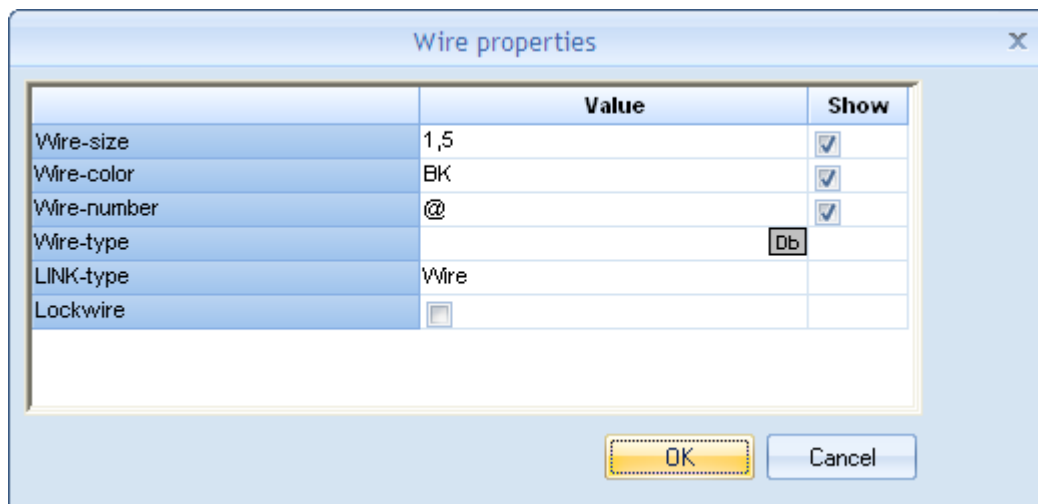 Wire properties
Value Show
Wire-size 1,5
Wire-color BK
Wire-number @
Wire-type Db
LINK-type Wire
Lockwire
OK Cancel